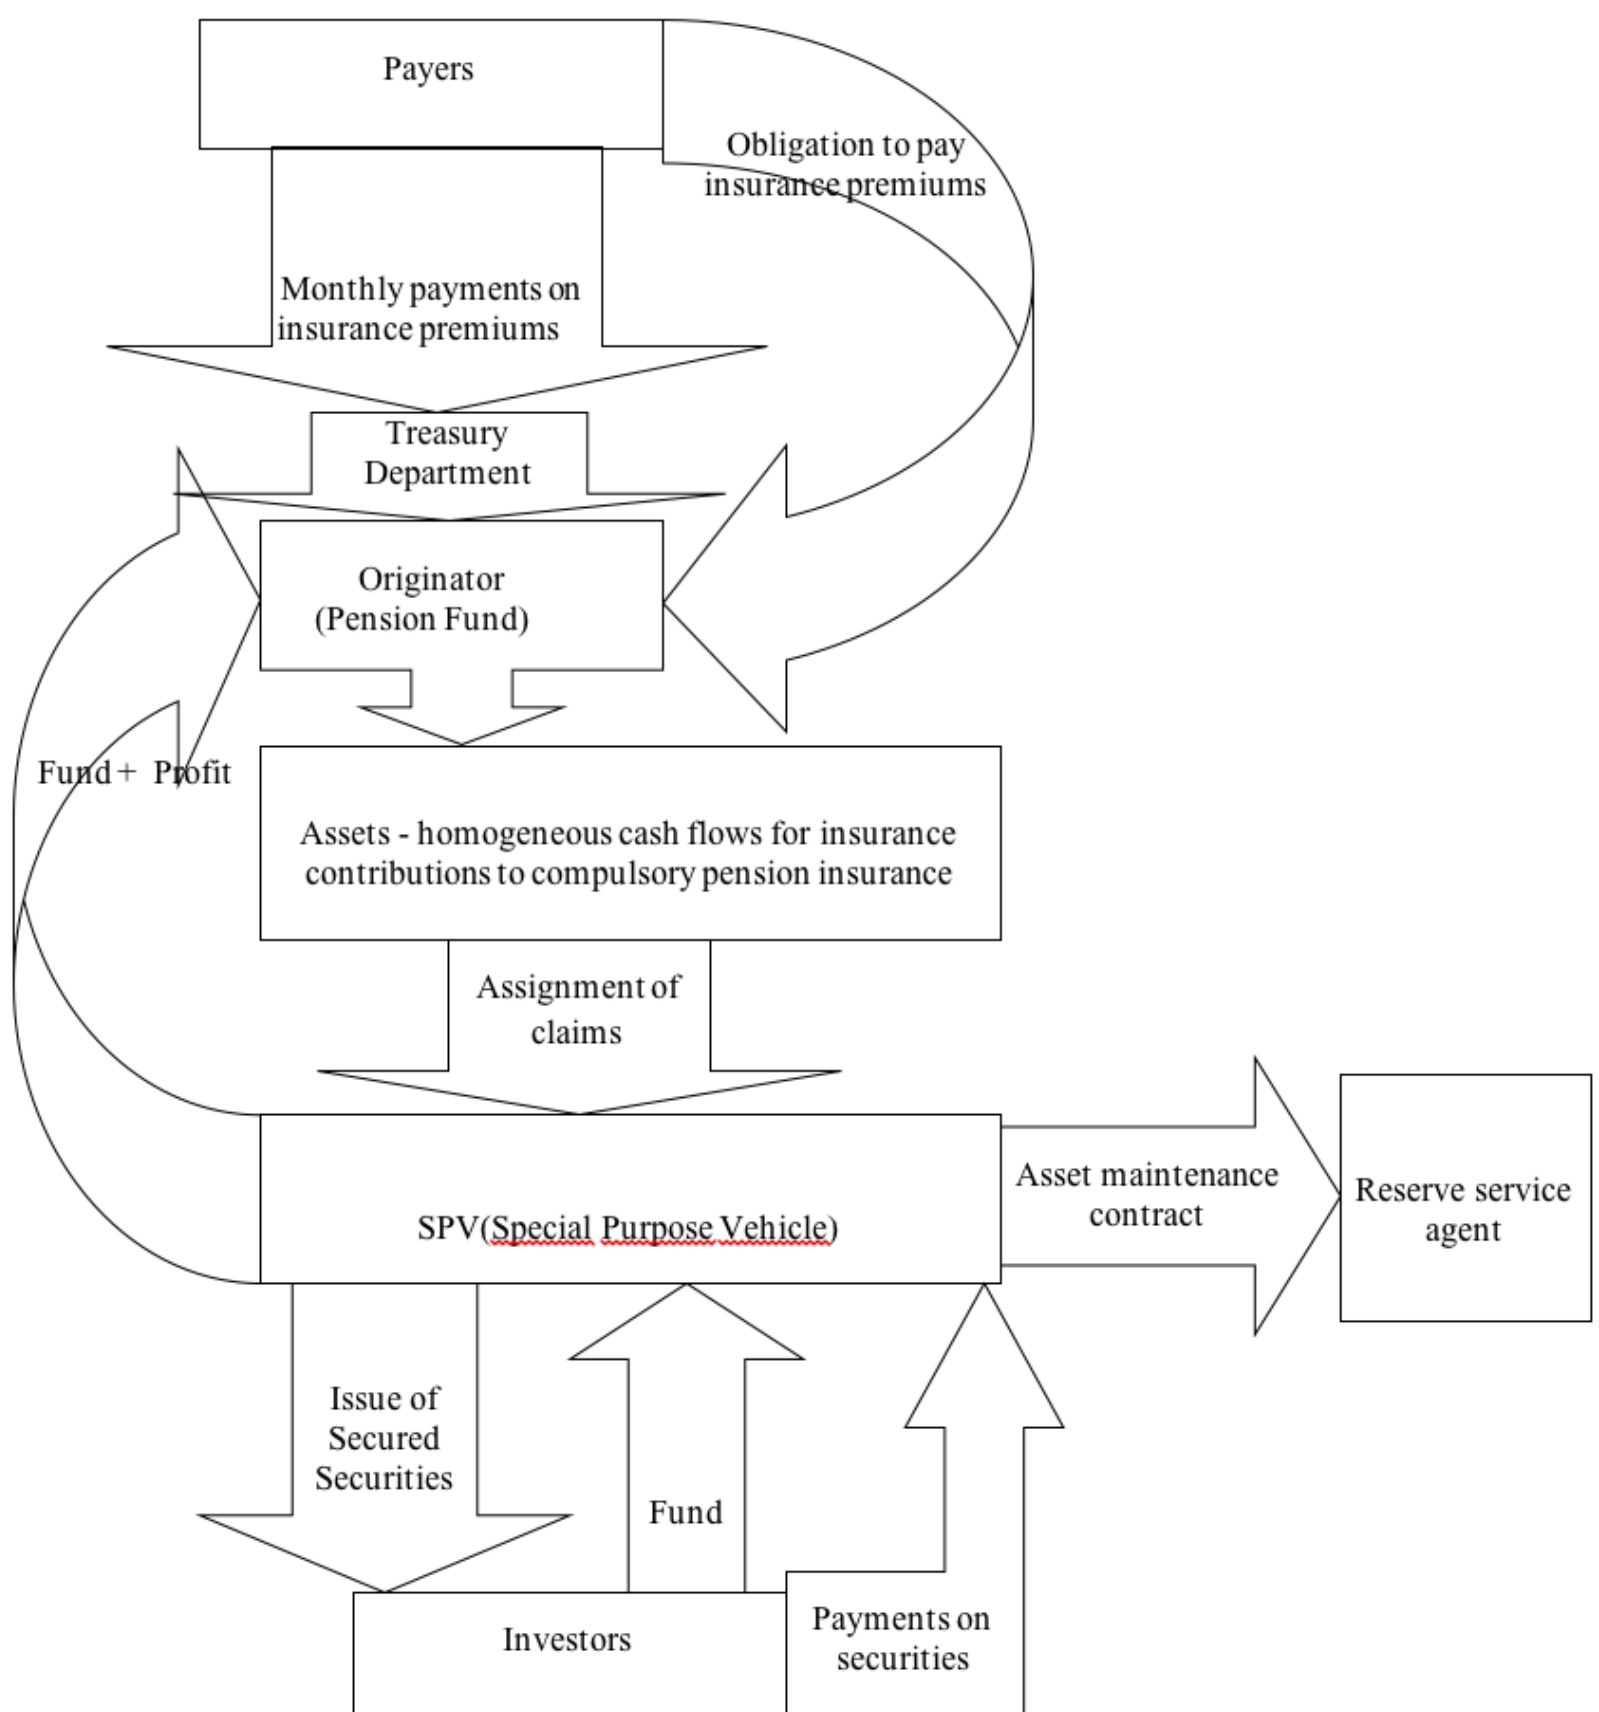 Payers
Obligation to pay
insurance premiums
Monthly payments on
insurance premiums
Treasury
Department
Originator
(Pension Fund)
Fund + Profit
Assets - homogeneous cash flows for insurance
contributions to compulsory pension insurance
Assignment of
claims
SPV(Special Purpose Vehicle)
Asset maintenance
contract
Reserve service
agent
Issue of
Secured
Securities
Fund
Investors
Payments on
securities